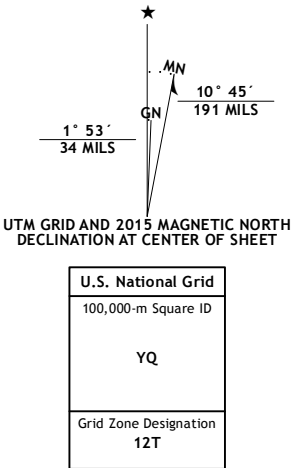 ★
MN
GN
10° 45´
191 MILS
1° 53´
34 MILS
UTM GRID AND 2015 MAGNETIC NORTH
DECLINATION AT CENTER OF SHEET
U.S. National Grid
100,000-m Square ID
YQ
Grid Zone Designation
12T